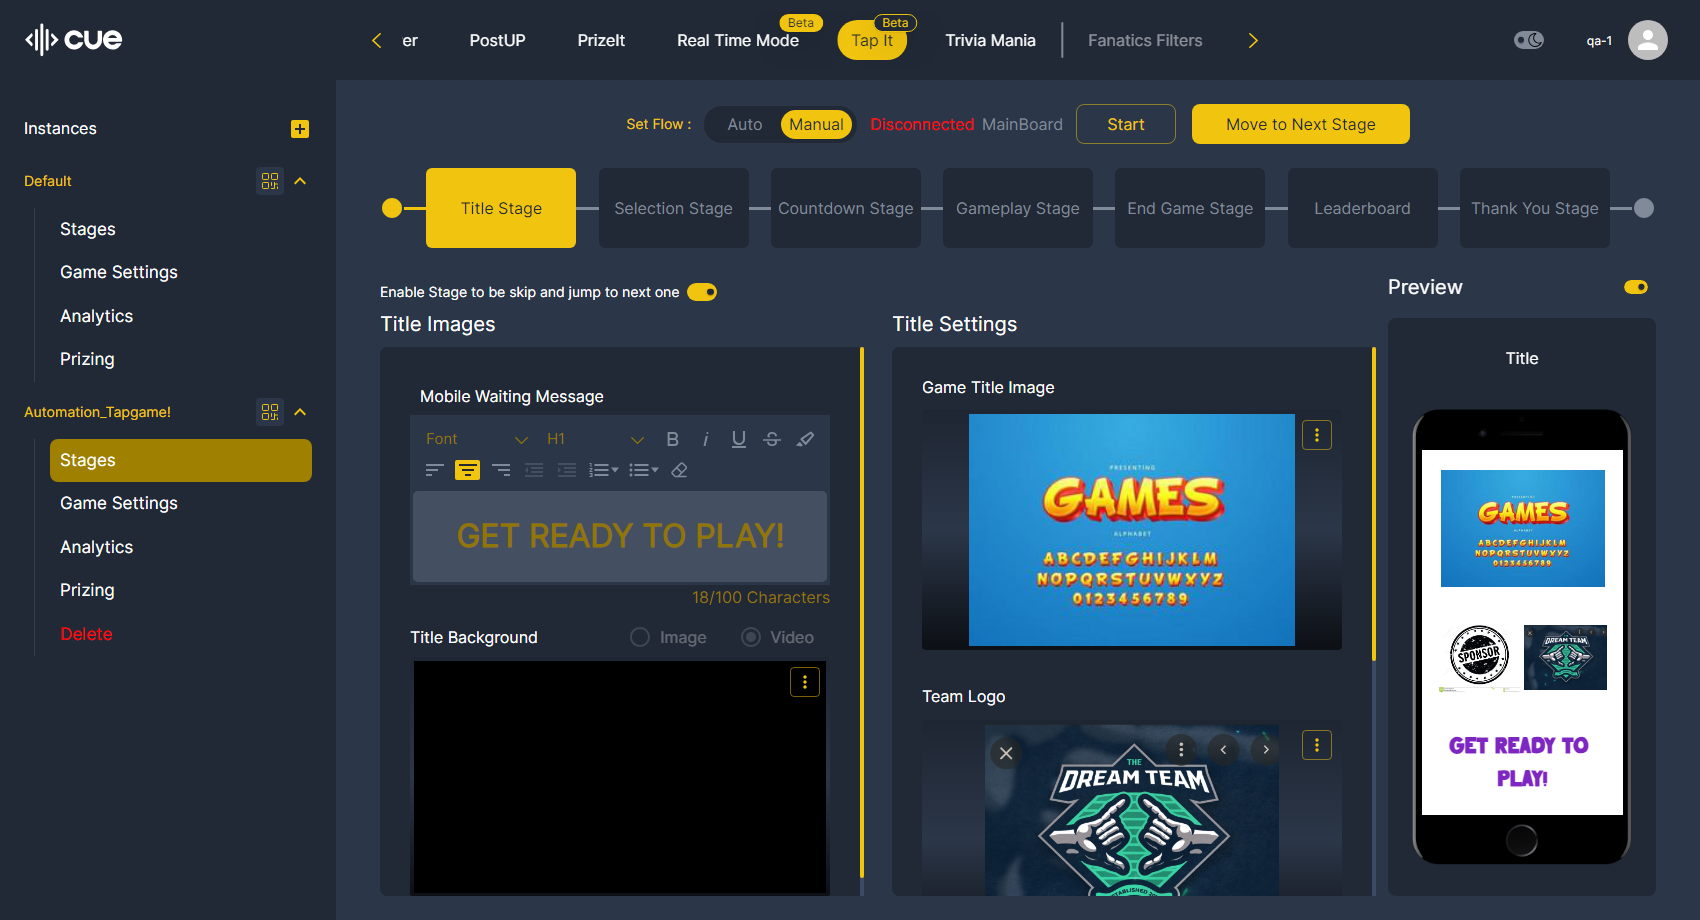 cue
er
PostUP
PrizeIt
Real Time Mode
Beta
Tap It
Beta
Trivia Mania
Fanatics Filters
qa-1
Instances
Default
Stages
Game Settings
Analytics
Prizing
Automation_Tapgame!
Stages
Game Settings
Analytics
Prizing
Delete
Set Flow :
Auto
Manual
Disconnected MainBoard
Start
Move to Next Stage
Title Stage
Selection Stage
Countdown Stage
Gameplay Stage
End Game Stage
Leaderboard
Thank You Stage
Enable Stage to be skip and jump to next one
Title Images
Mobile Waiting Message
Font
H1
B
i
U
S
GET READY TO PLAY!
18/100 Characters
Title Background
Image
Video
Title Settings
Game Title Image
PRESENTING
GAMES
ALPHABET
ABCDEFGHIJKLM
NOPQRSTUVWXYZ
0123456789
Team Logo
THE
DREAM TEAM
Preview
Title
PRESENTING
GAMES
ALPHABET
ABCDEFGHIJKLM
NOPQRSTUVWXYZ
0123456789
SPONSOR
DREAM TEAM
GET READY TO
PLAY!